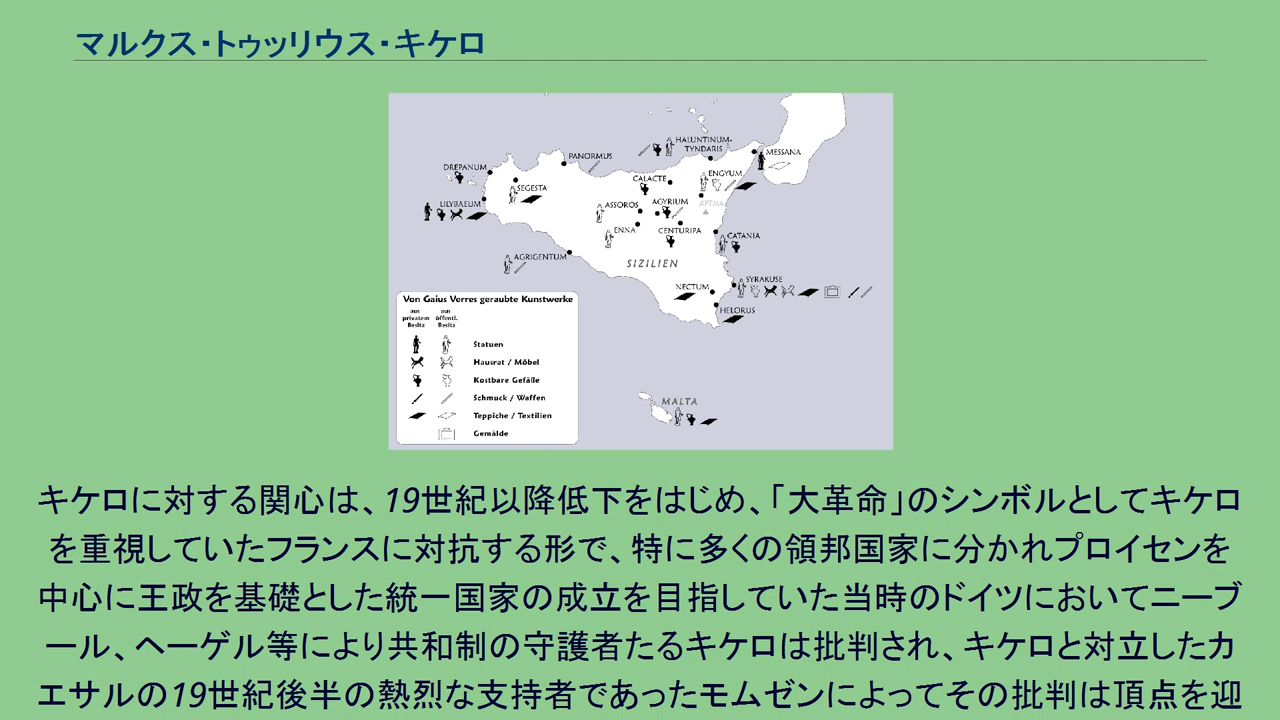 マルクス・トゥッリウス・キケロ
HALUNTINUM-
TYNDARIS
MESSANA
PANORMUS
DREPANUM
SEGESTA
CALACTE
ENGYUM
LILYBAEUM
ASSOROS
AGYRIUM
AETNA
ENNA
CENTURIPA
CATANIA
AGRIGENTUM
SIZILIEN
SYRAKUSE
NECTUM
HELORUS
Von Gaius Verres geraubte Kunstwerke
aus privatem Besitz
aus öffentl. Besitz
Statuen
Hausrat / Möbel
Kostbare Gefäße
Schmuck / Waffen
Teppiche / Textilien
Gemälde
MALTA
キケロに対する関心は、19世紀以降低下をはじめ、「大革命」のシンボルとしてキケロ
を重視していたフランスに対抗する形で、特に多くの領邦国家に分かれプロイセンを
中心に王政を基礎とした統一国家の成立を目指していた当時のドイツにおいてニーブ
ール、ヘーゲル等により共和制の守護者たるキケロは批判され、キケロと対立したカ
エサルの19世紀後半の熱烈な支持者であったモムゼンによってその批判は頂点を迎